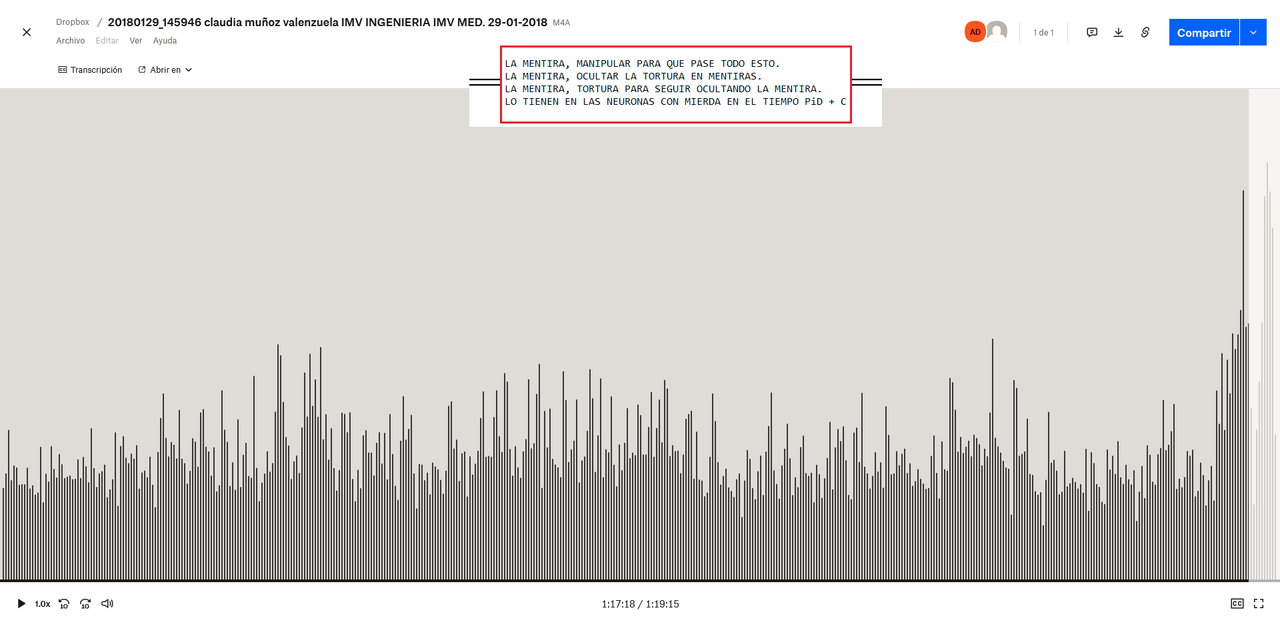 Dropbox / 20180129_145946 claudia muñoz valenzuela IMV INGENIERIA IMV MED. 29-01-2018 M4A
Archivo Editar Ver Ayuda
AD
1 de 1
Compartir
Transcripción Abrir en
LA MENTIRA, MANIPULAR PARA QUE PASE TODO ESTO.
LA MENTIRA, OCULTAR LA TORTURA EN MENTIRAS.
LA MENTIRA, TORTURA PARA SEGUIR OCULTANDO LA MENTIRA.
LO TIENEN EN LAS NEURONAS CON MIERDA EN EL TIEMPO PiD + C
1.0x 10 10
1:17:18 / 1:19:15
CC